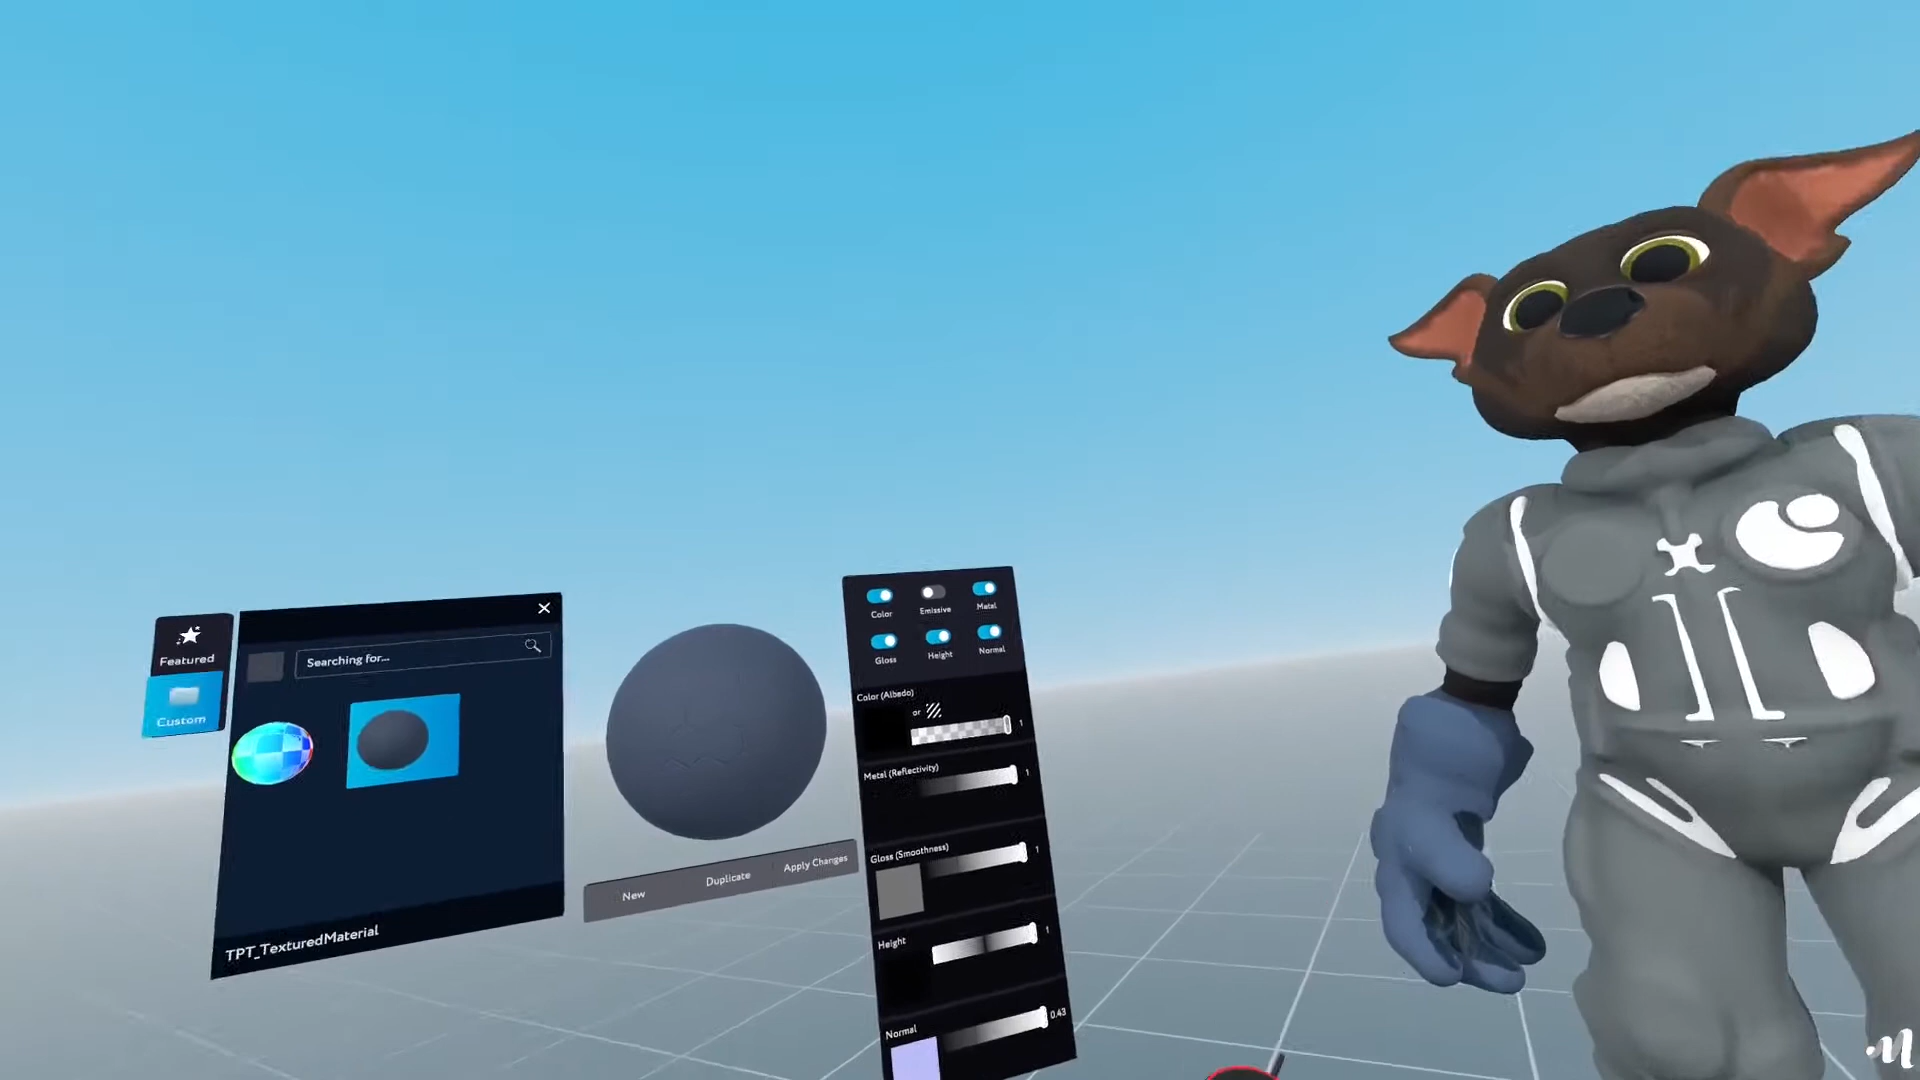 Featured
Custom
Searching for...
TPT_TexturedMaterial
New
Duplicate
Apply Changes
Color
Emissive
Metal
Gloss
Height
Normal
Color (Albedo)
or
1
Metal (Reflectivity)
1
Gloss (Smoothness)
1
Height
1
Normal
0.43